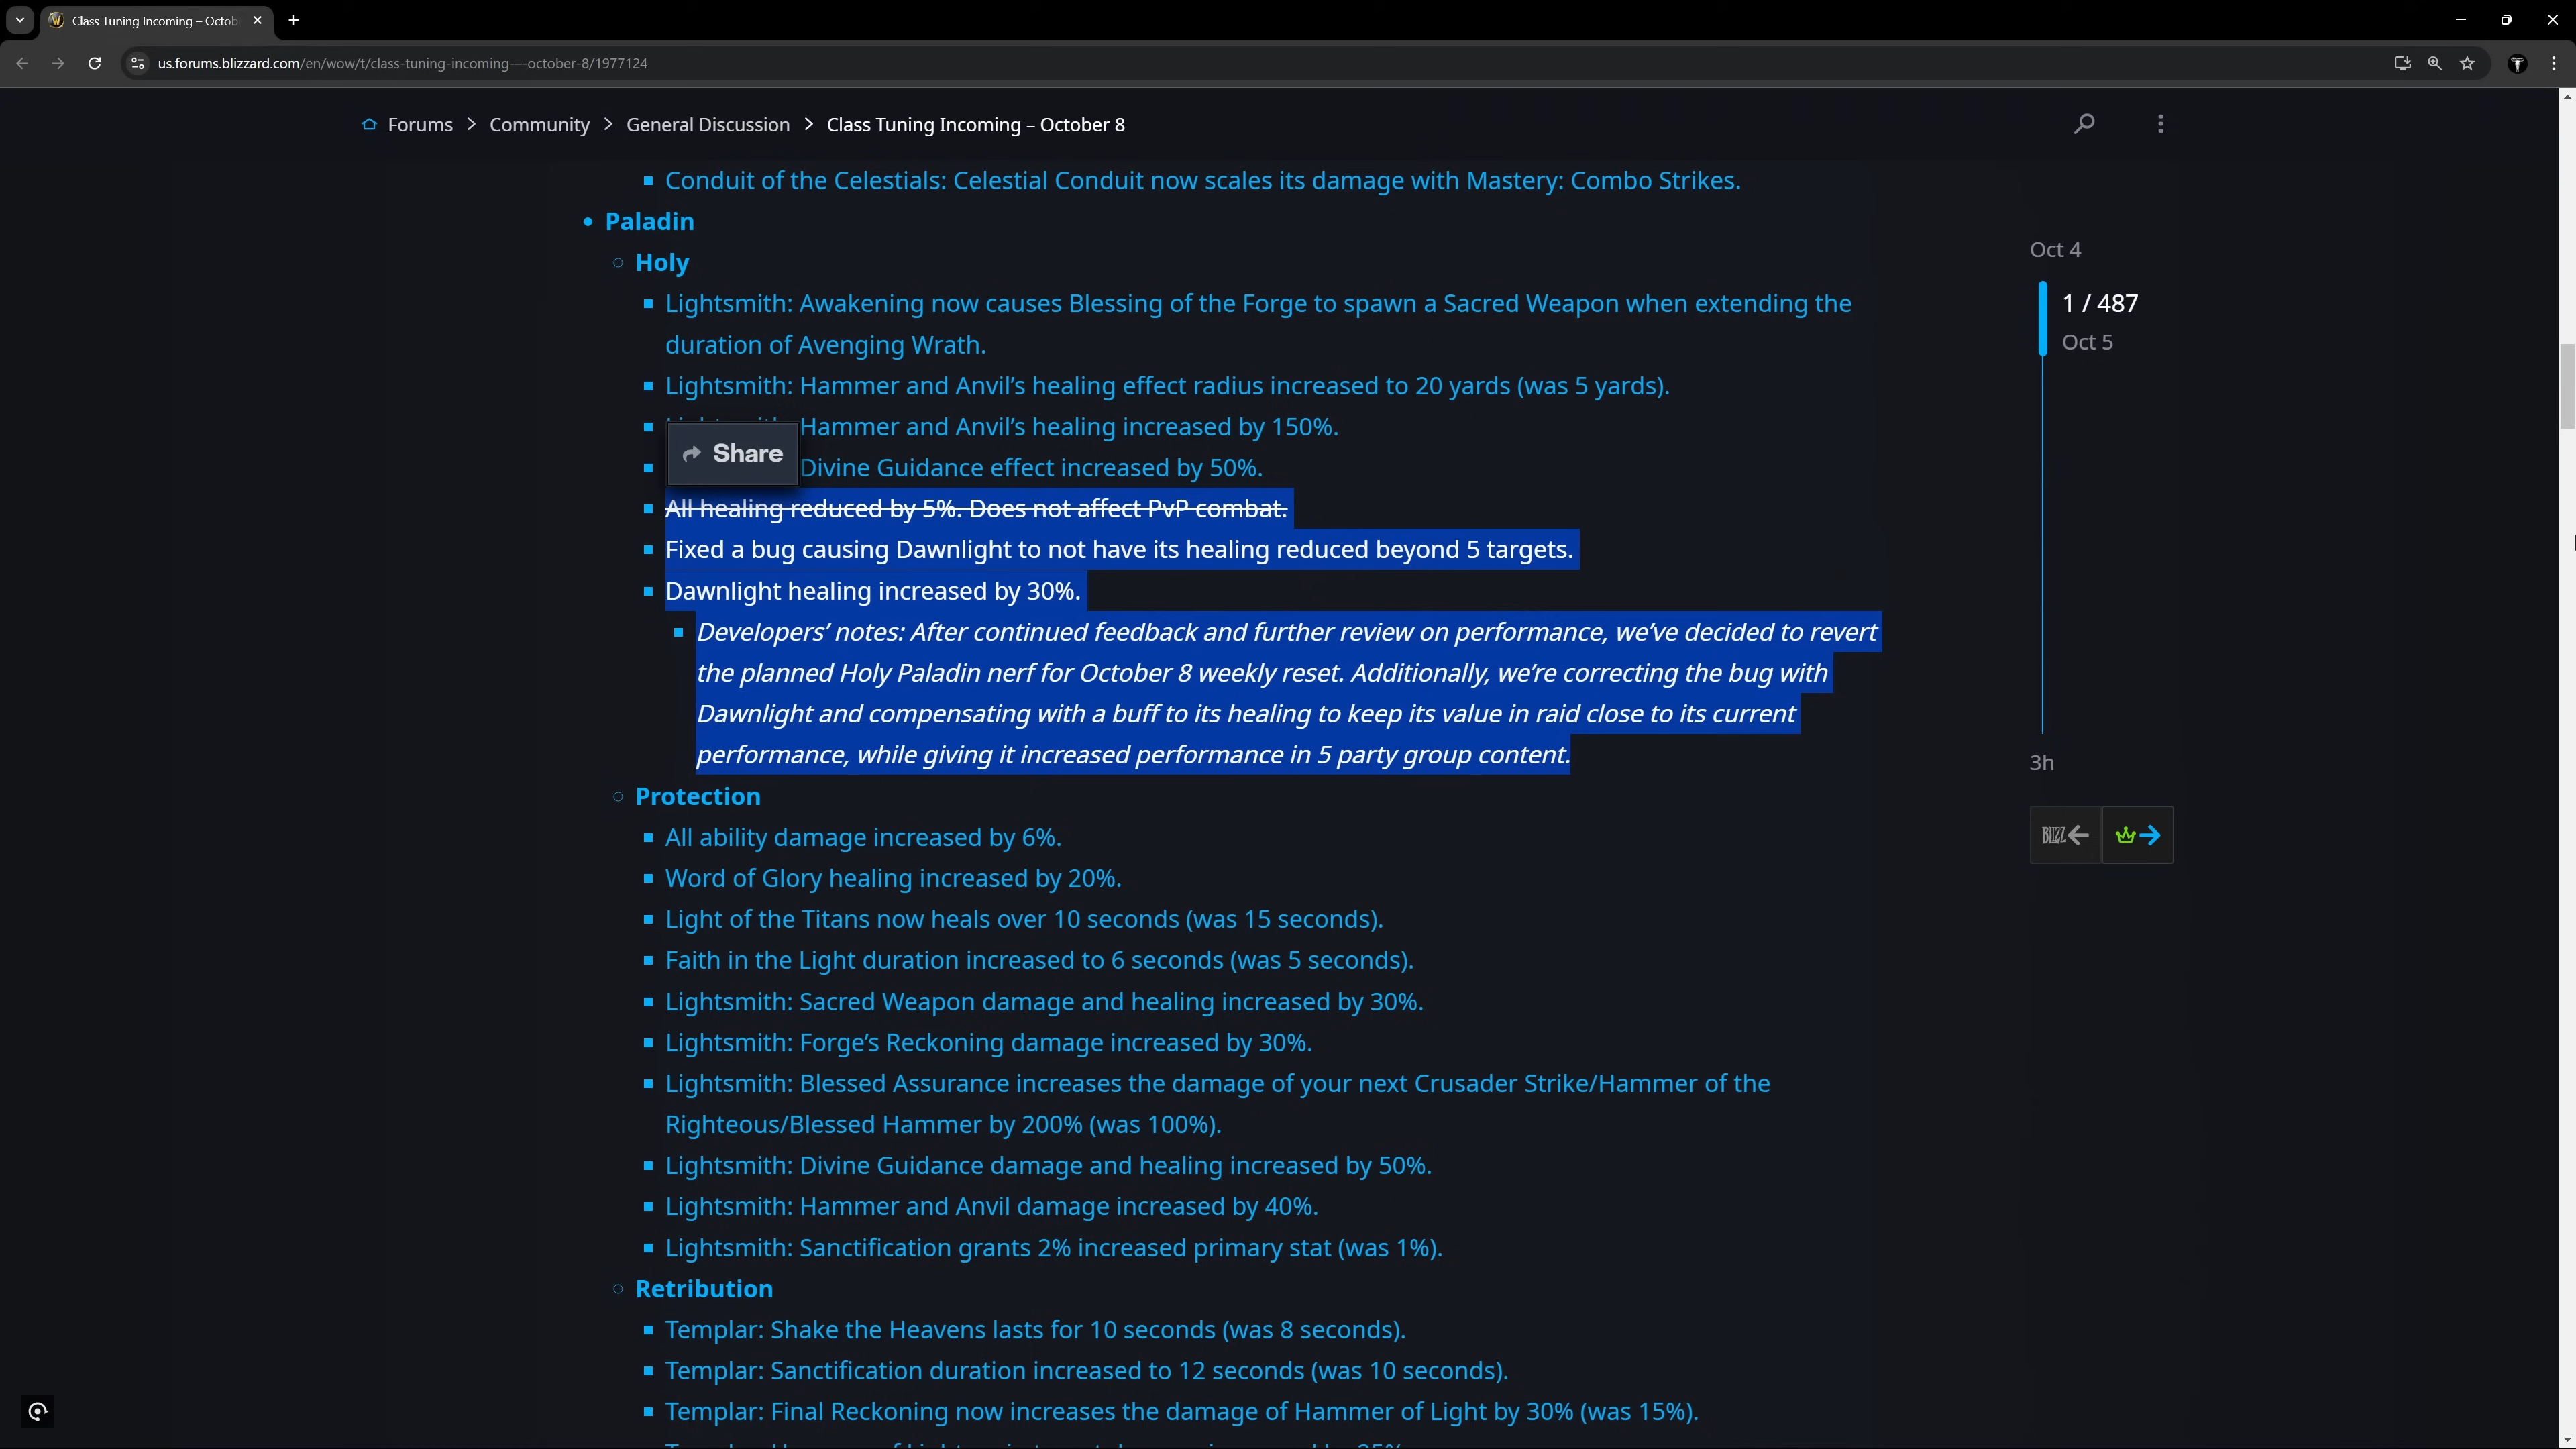 Class Tuning Incoming – Octob
us.forums.blizzard.com/en/wow/t/class-tuning-incoming-–-october-8/1977124
Forums > Community > General Discussion > Class Tuning Incoming – October 8
Conduit of the Celestials: Celestial Conduit now scales its damage with Mastery: Combo Strikes.
Paladin
Holy
Lightsmith: Awakening now causes Blessing of the Forge to spawn a Sacred Weapon when extending the
duration of Avenging Wrath.
Lightsmith: Hammer and Anvil’s healing effect radius increased to 20 yards (was 5 yards).
Hammer and Anvil’s healing increased by 150%.
Share
Divine Guidance effect increased by 50%.
All healing reduced by 5%. Does not affect PvP combat.
Fixed a bug causing Dawnlight to not have its healing reduced beyond 5 targets.
Dawnlight healing increased by 30%.
Developers’ notes: After continued feedback and further review on performance, we’ve decided to revert
the planned Holy Paladin nerf for October 8 weekly reset. Additionally, we’re correcting the bug with
Dawnlight and compensating with a buff to its healing to keep its value in raid close to its current
performance, while giving it increased performance in 5 party group content.
Protection
All ability damage increased by 6%.
Word of Glory healing increased by 20%.
Light of the Titans now heals over 10 seconds (was 15 seconds).
Faith in the Light duration increased to 6 seconds (was 5 seconds).
Lightsmith: Sacred Weapon damage and healing increased by 30%.
Lightsmith: Forge’s Reckoning damage increased by 30%.
Lightsmith: Blessed Assurance increases the damage of your next Crusader Strike/Hammer of the
Righteous/Blessed Hammer by 200% (was 100%).
Lightsmith: Divine Guidance damage and healing increased by 50%.
Lightsmith: Hammer and Anvil damage increased by 40%.
Lightsmith: Sanctification grants 2% increased primary stat (was 1%).
Retribution
Templar: Shake the Heavens lasts for 10 seconds (was 8 seconds).
Templar: Sanctification duration increased to 12 seconds (was 10 seconds).
Templar: Final Reckoning now increases the damage of Hammer of Light by 30% (was 15%).
Oct 4
1 / 487
Oct 5
3h
BLIZZ